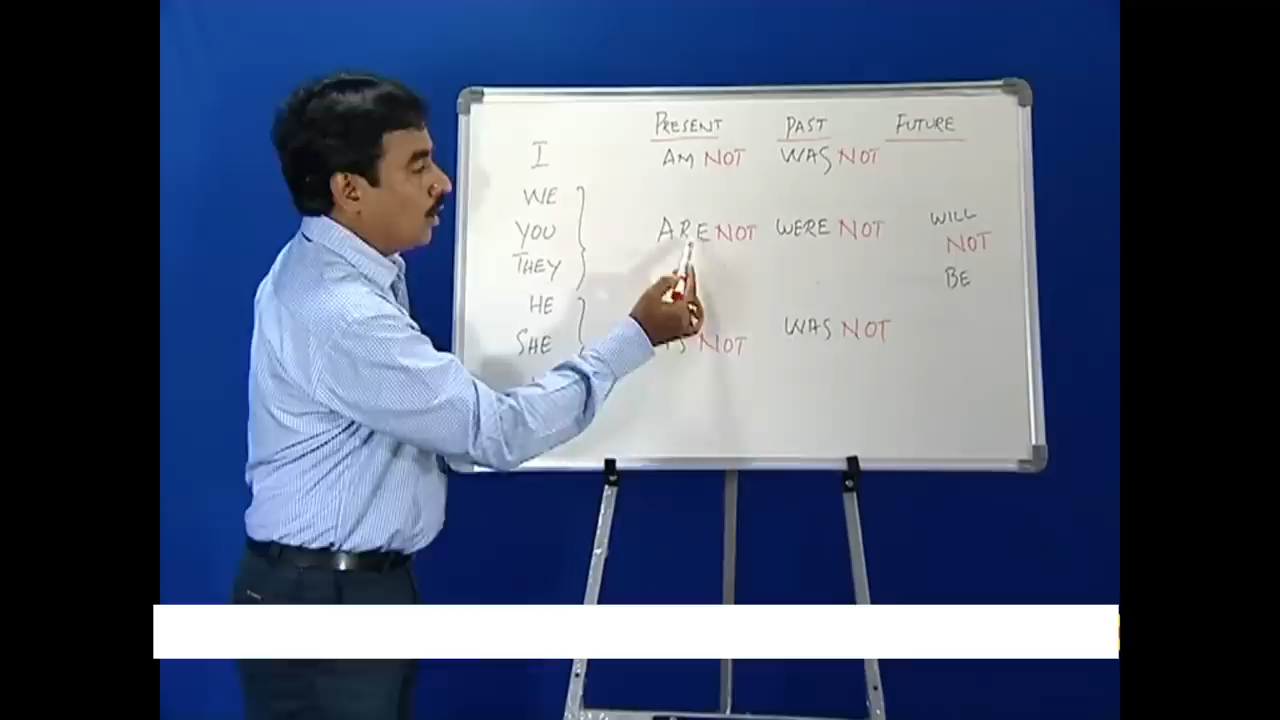 PRESENT PAST FUTURE
I AM NOT WAS NOT
WE
YOU ARE NOT WERE NOT WILL
NOT
THEY BE
HE
SHE IS NOT WAS NOT